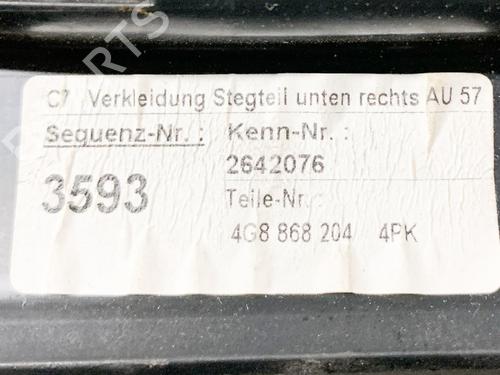 C7 Verkleidung Stegteil unten rechts AU 57
Sequenz-Nr. : Kenn-Nr. :
3593 2642076
Teile-Nr. :
4G8 868 204 4PK
PARTS